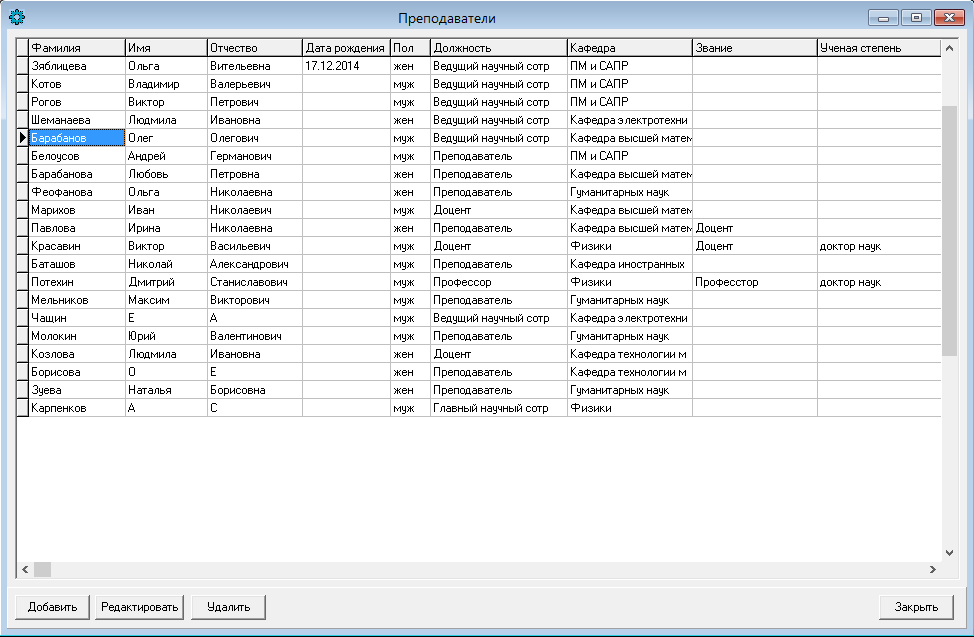 Преподаватели
Фамилия Имя Отчество Дата рождения Пол Должность Кафедра Звание Ученая степень
Зяблицева Ольга Вительевна 17.12.2014 жен Ведущий научный сотр ПМ и САПР
Котов Владимир Валерьевич муж Ведущий научный сотр ПМ и САПР
Рогов Виктор Петрович муж Ведущий научный сотр ПМ и САПР
Шеманаева Людмила Ивановна жен Ведущий научный сотр Кафедра электротехни
Барабанов Олег Олегович муж Ведущий научный сотр Кафедра высшей матем
Белоусов Андрей Германович муж Преподаватель ПМ и САПР
Барабанова Любовь Петровна жен Преподаватель Кафедра высшей матем
Феофанова Ольга Николаевна жен Преподаватель Гуманитарных наук
Марихов Иван Николаевич муж Доцент Кафедра высшей матем
Павлова Ирина Николаевна жен Преподаватель Кафедра высшей матем Доцент
Красавин Виктор Васильевич муж Доцент Физики Доцент доктор наук
Баташов Николай Александрович муж Преподаватель Кафедра иностранных
Потехин Дмитрий Станиславович муж Профессор Физики Професстор доктор наук
Мельников Максим Викторович муж Преподаватель Гуманитарных наук
Чащин Е А муж Ведущий научный сотр Кафедра электротехни
Молокин Юрий Валентинович муж Преподаватель Гуманитарных наук
Козлова Людмила Ивановна жен Доцент Кафедра технологии м
Борисова О Е жен Преподаватель Кафедра технологии м
Зуева Наталья Борисовна жен Преподаватель Гуманитарных наук
Карпенков А С муж Главный научный сотр Физики
Добавить Редактировать Удалить Закрыть